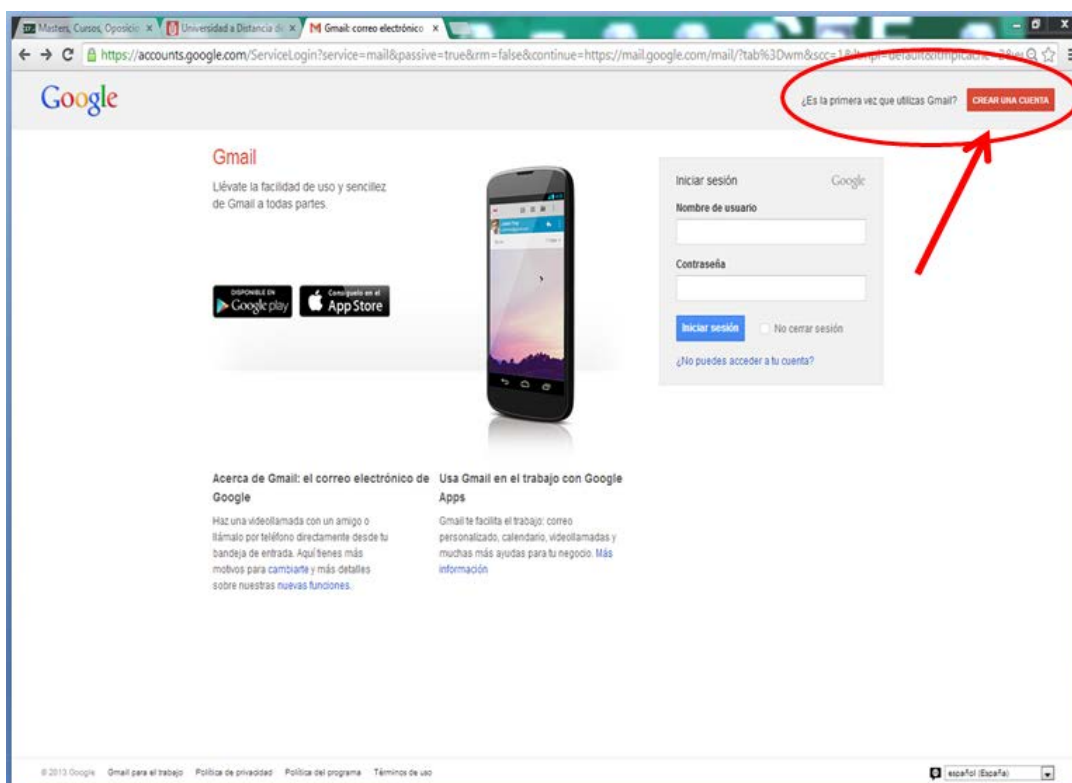 Masters, Cursos, Oposicio
Universidad a Distancia de
Gmail: correo electrónico
https://accounts.google.com/ServiceLogin?service=mail&passive=true&rm=false&continue=https://mail.google.com/mail/?tab%3Dwm&scc=1&
Google
¿Es la primera vez que utilizas Gmail?
CREAR UNA CUENTA
Gmail
Llévate la facilidad de uso y sencillez
de Gmail a todas partes.
DISPONIBLE EN
Google play
Consíguelo en el
App Store
Iniciar sesión
Google
Nombre de usuario
Contraseña
Iniciar sesión
No cerrar sesión
¿No puedes acceder a tu cuenta?
Acerca de Gmail: el correo electrónico de
Google
Haz una videollamada con un amigo o
llámalo por teléfono directamente desde tu
bandeja de entrada. Aquí tienes más
motivos para cambiarte y más detalles
sobre nuestras nuevas funciones.
Usa Gmail en el trabajo con Google
Apps
Gmail te facilita el trabajo: correo
personalizado, calendario, videollamadas y
muchas más ayudas para tu negocio. Más
información
© 2013 Google Gmail para el trabajo Política de privacidad Política del programa Términos de uso
español (España)